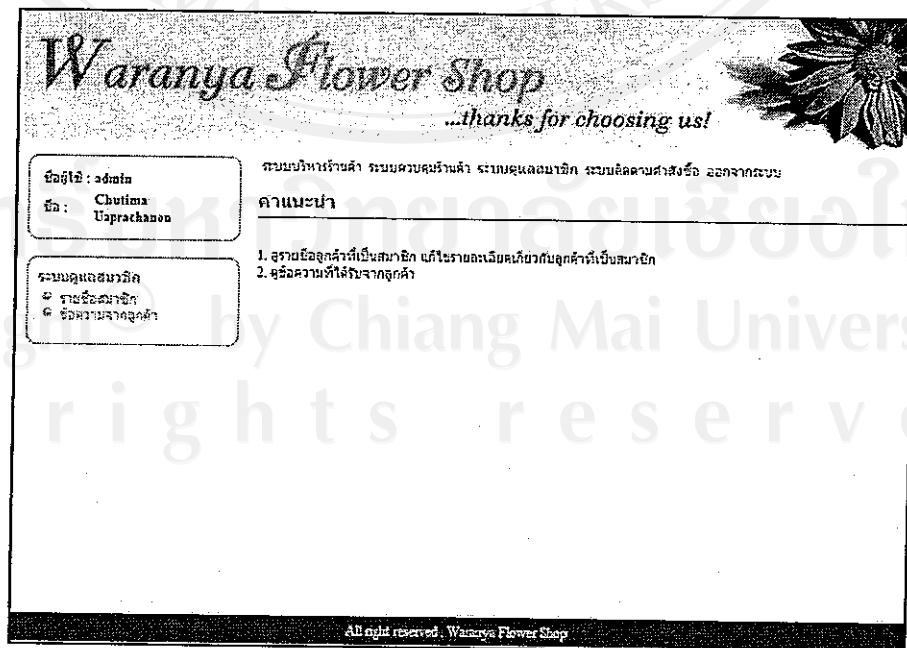 Waranya Flower Shop
...thanks for choosing us!
ชื่อผู้ใช้ : admin
ชื่อ : Chutima
Uaprachanon
ระบบบริหารร้านค้า ระบบควบคุมร้านค้า ระบบดูแลสมาชิก ระบบติดตามคำสั่งซื้อ ออกจากระบบ
คำแนะนำ
1. ดูรายชื่อลูกค้าที่เป็นสมาชิก แก้ไขรายละเอียดเกี่ยวกับลูกค้าที่เป็นสมาชิก
2. ดูข้อความที่ได้รับจากลูกค้า
ระบบดูแลสมาชิก
รายชื่อสมาชิก
ข้อความจากลูกค้า
by Chiang Mai Univers
rights reserv
All right reserved . Waranya Flower Shop